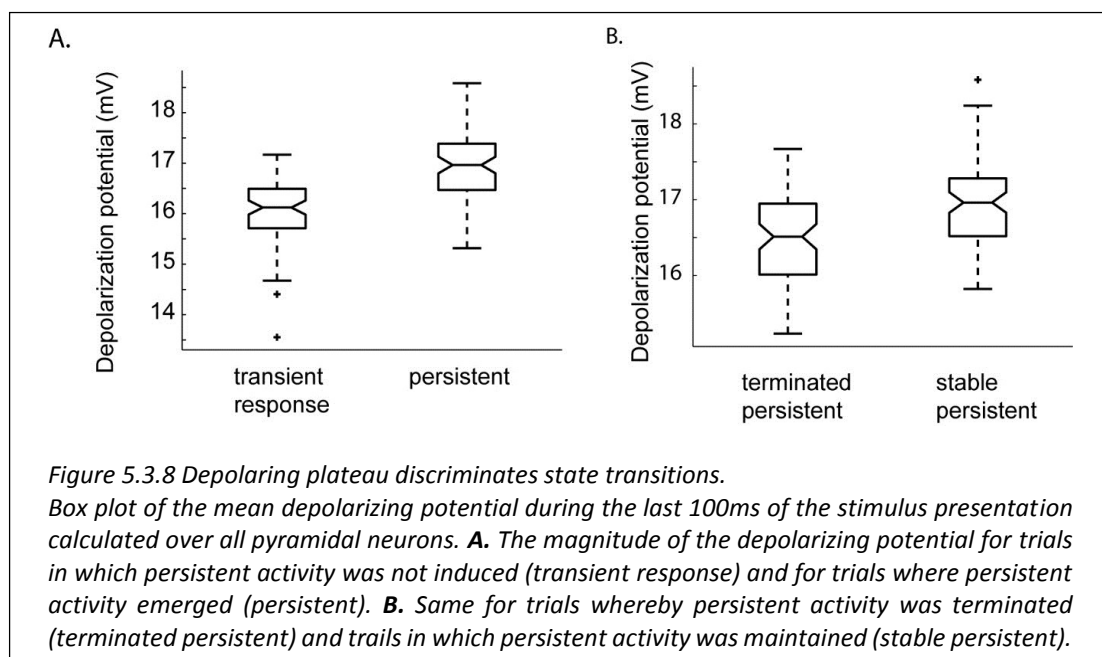 A.
Depolarization potential (mV)
18
17
16
15
14
transient
response
persistent
B.
Depolarization potential (mV)
18
17
16
terminated
persistent
stable
persistent
Figure 5.3.8 Depolaring plateau discriminates state transitions.
Box plot of the mean depolarizing potential during the last 100ms of the stimulus presentation
calculated over all pyramidal neurons. A. The magnitude of the depolarizing potential for trials
in which persistent activity was not induced (transient response) and for trials where persistent
activity emerged (persistent). B. Same for trials whereby persistent activity was terminated
(terminated persistent) and trails in which persistent activity was maintained (stable persistent).